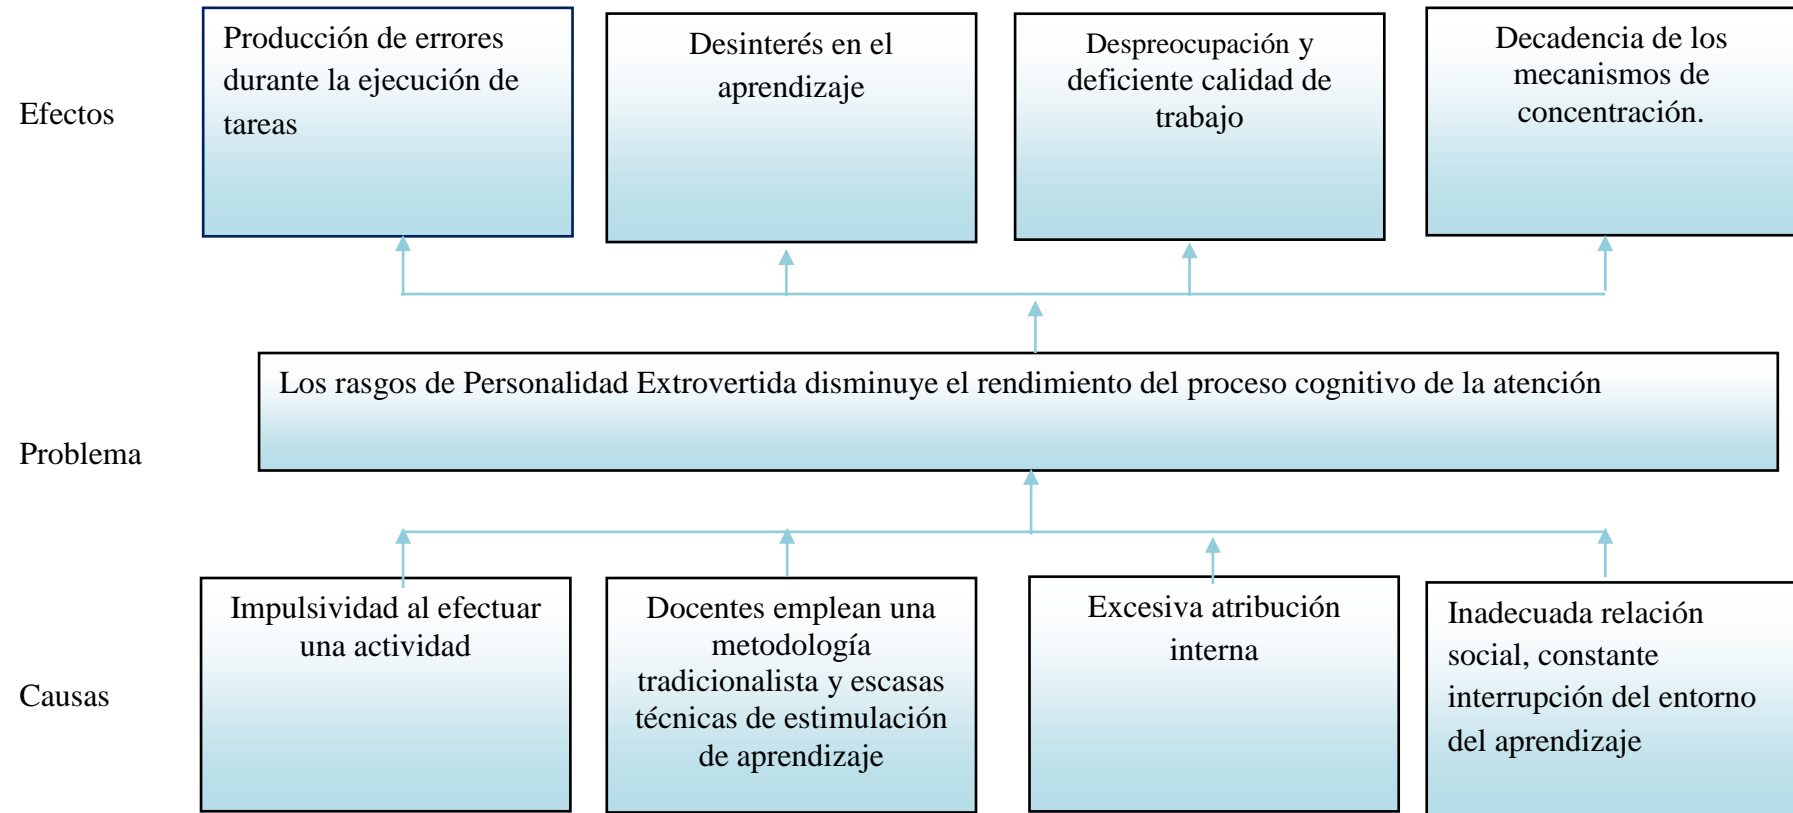 Efectos
Producción de errores
durante la ejecución de
tareas
Desinterés en el
aprendizaje
Despreocupación y
deficiente calidad de
trabajo
Decadencia de los
mecanismos de
concentración.
Problema
Los rasgos de Personalidad Extrovertida disminuye el rendimiento del proceso cognitivo de la atención
Causas
Impulsividad al efectuar
una actividad
Docentes emplean una
metodología
tradicionalista y escasas
técnicas de estimulación
de aprendizaje
Excesiva atribución
interna
Inadecuada relación
social, constante
interrupción del entorno
del aprendizaje